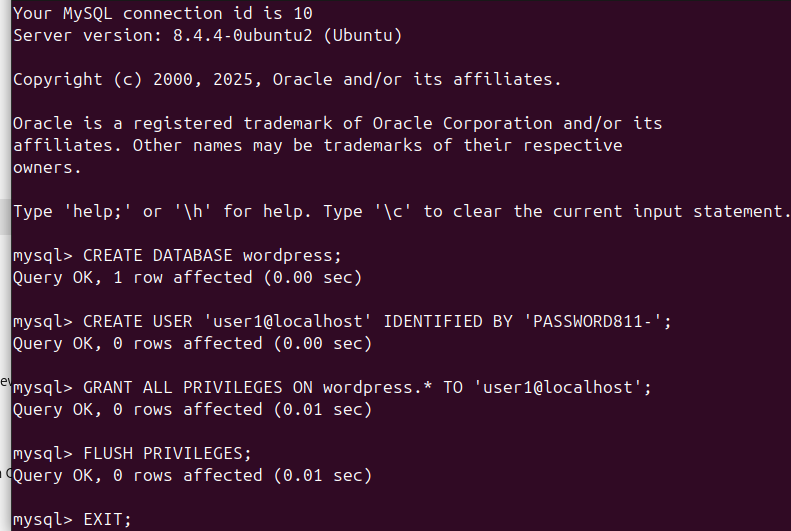 Your MySQL connection id is 10
Server version: 8.4.4-0ubuntu2 (Ubuntu)
Copyright (c) 2000, 2025, Oracle and/or its affiliates.
Oracle is a registered trademark of Oracle Corporation and/or its
affiliates. Other names may be trademarks of their respective
owners.
Type 'help;' or '\h' for help. Type '\c' to clear the current input statement.
mysql> CREATE DATABASE wordpress;
Query OK, 1 row affected (0.00 sec)
mysql> CREATE USER 'user1@localhost' IDENTIFIED BY 'PASSWORD811-';
Query OK, 0 rows affected (0.00 sec)
mysql> GRANT ALL PRIVILEGES ON wordpress.* TO 'user1@localhost';
Query OK, 0 rows affected (0.01 sec)
mysql> FLUSH PRIVILEGES;
Query OK, 0 rows affected (0.01 sec)
mysql> EXIT;